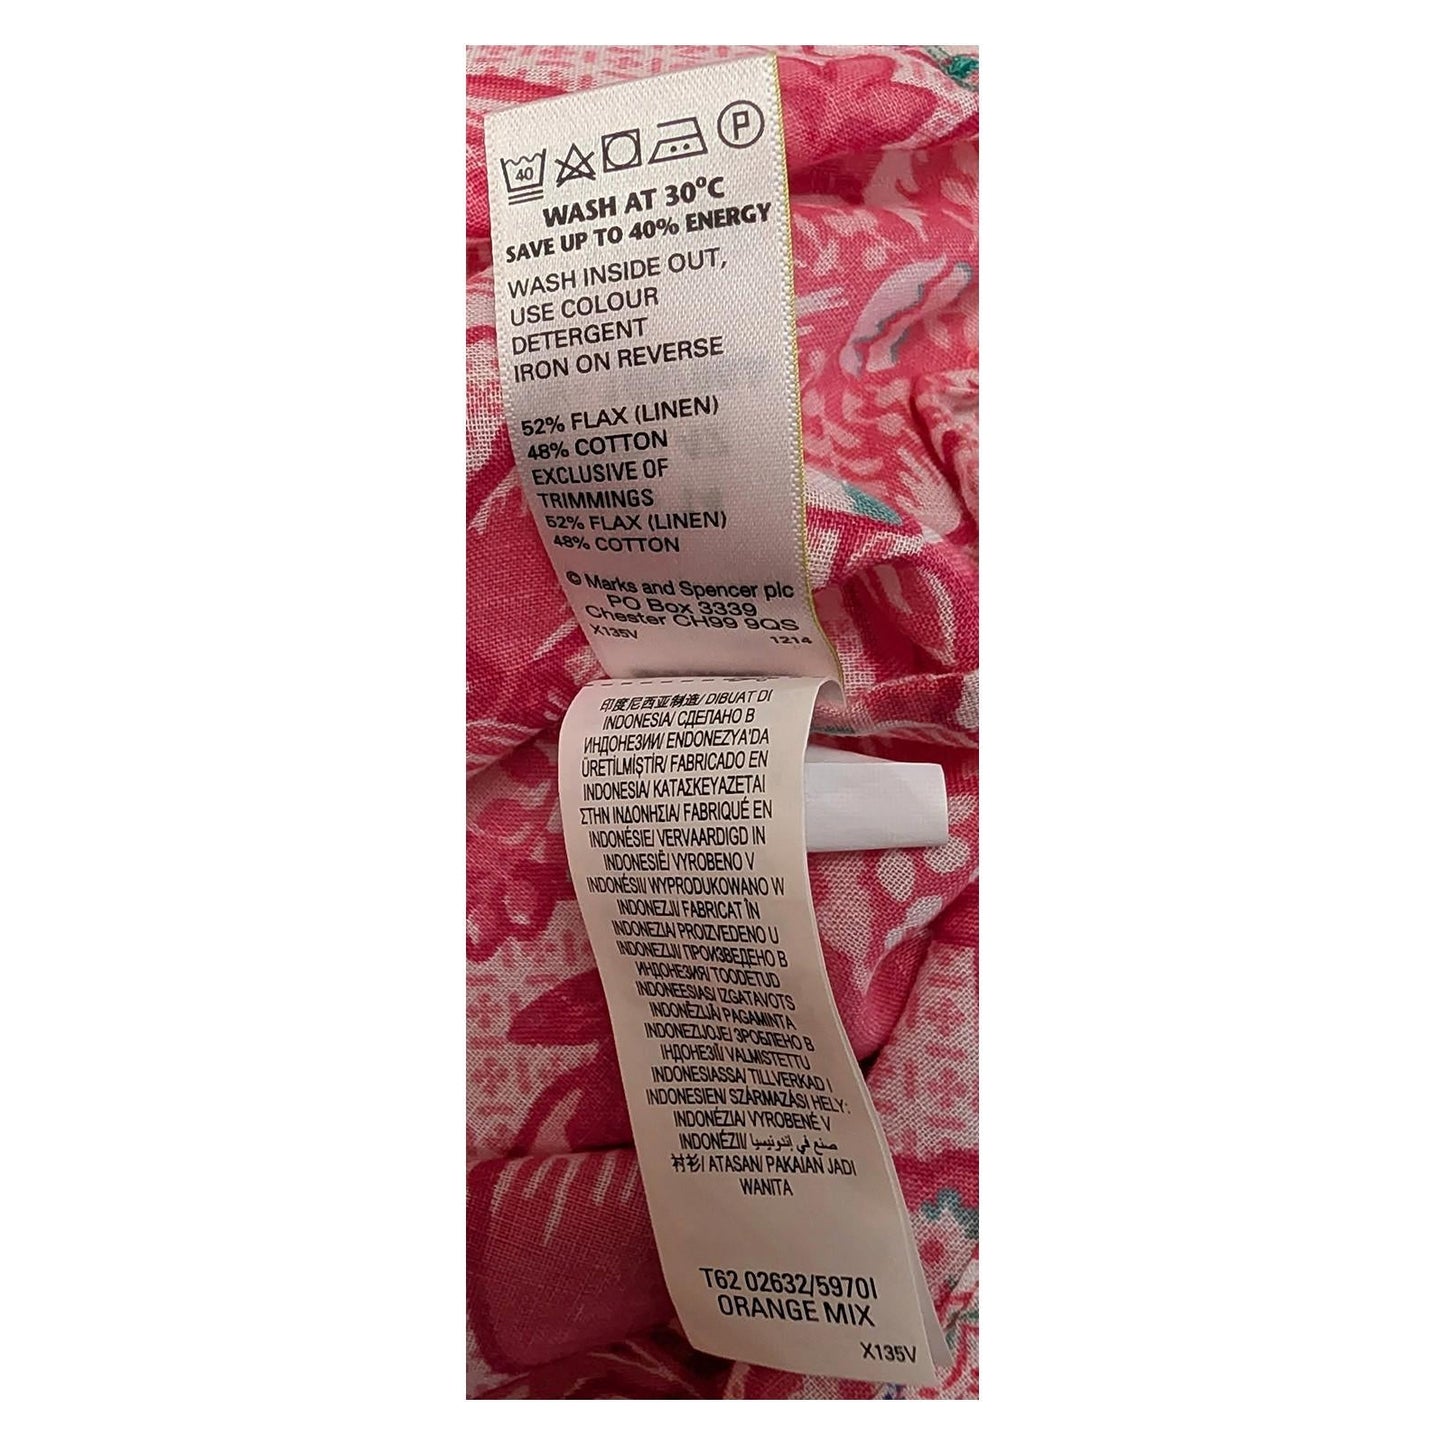 40
P
WASH AT 30°C
SAVE UP TO 40% ENERGY
WASH INSIDE OUT,
USE COLOUR
DETERGENT
IRON ON REVERSE
52% FLAX (LINEN)
48% COTTON
EXCLUSIVE OF
TRIMMINGS
52% FLAX (LINEN)
48% COTTON
© Marks and Spencer plc
PO Box 3339
Chester CH99 9QS
X135V 1214
印度尼西亚制造/ DIBUAT DI
INDONESIA/ СДЕЛАНО В
ИНДОНЕЗИИ/ ENDONEZYA'DA
ÜRETİLMİŞTİR/ FABRICADO EN
INDONESIA/ ΚΑΤΑΣΚΕΥΑΖΕΤΑΙ
ΣΤΗΝ ΙΝΔΟΝΗΣΙΑ/ FABRIQUÉ EN
INDONÉSIE/ VERVAARDIGD IN
INDONESIË/ VYROBENO V
INDONÉSII/ WYPRODUKOWANO W
INDONEZJI/ FABRICAT ÎN
INDONEZIA/ PROIZVEDENO U
INDONEZIJI/ ПРОИЗВЕДЕНО В
ИНДОНЕЗИЯ/ TOODETUD
INDONEESIAS/ IZGATAVOTS
INDONĒZIJĀ/ PAGAMINTA
INDONEZIJOJE/ ЗРОБЛЕНО В
ІНДОНЕЗІЇ/ VALMISTETTU
INDONESIASSA/ TILLVERKAD I
INDONESIEN/ SZÁRMAZÁSI HELY:
INDONÉZIA/ VYROBENÉ V
INDONÉZII/ صنع في إندونيسيا
衬衫/ ATASAN/ PAKAIAN JADI
WANITA
T62 02632/5970I
ORANGE MIX
X135V